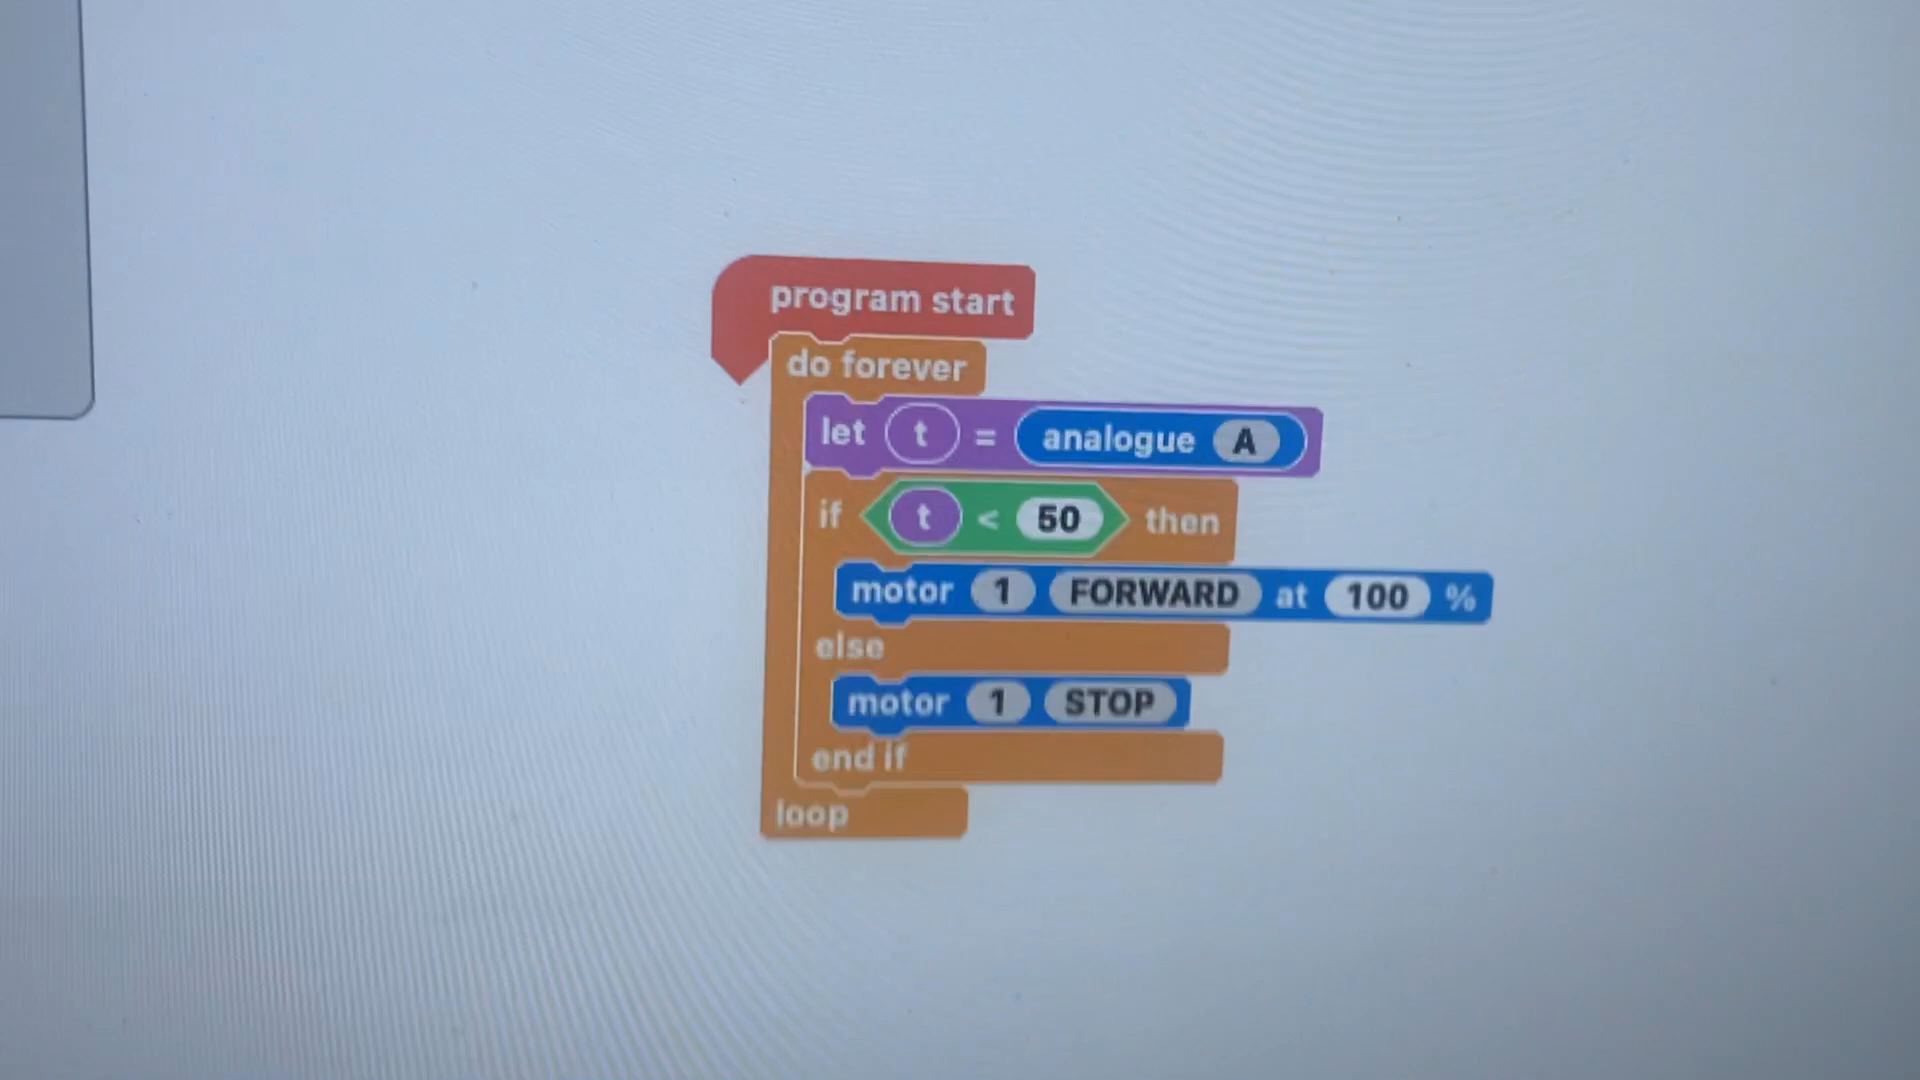 program start
do forever
let t = analogue A
if t < 50 then
motor 1 FORWARD at 100 %
else
motor 1 STOP
end if
loop